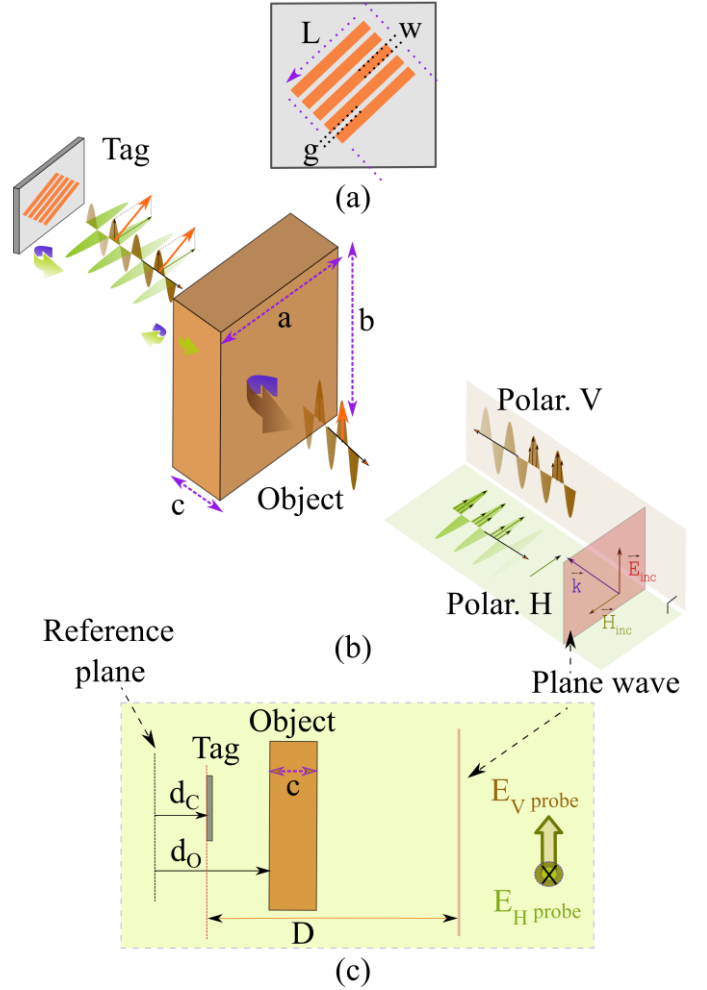 L
w
g
(a)
Tag
a
b
c
Object
Polar. V
Polar. H
k
E_inc
H_inc
(b)
Reference
plane
Plane wave
Object
Tag
c
d_C
d_O
D
E_V probe
E_H probe
(c)